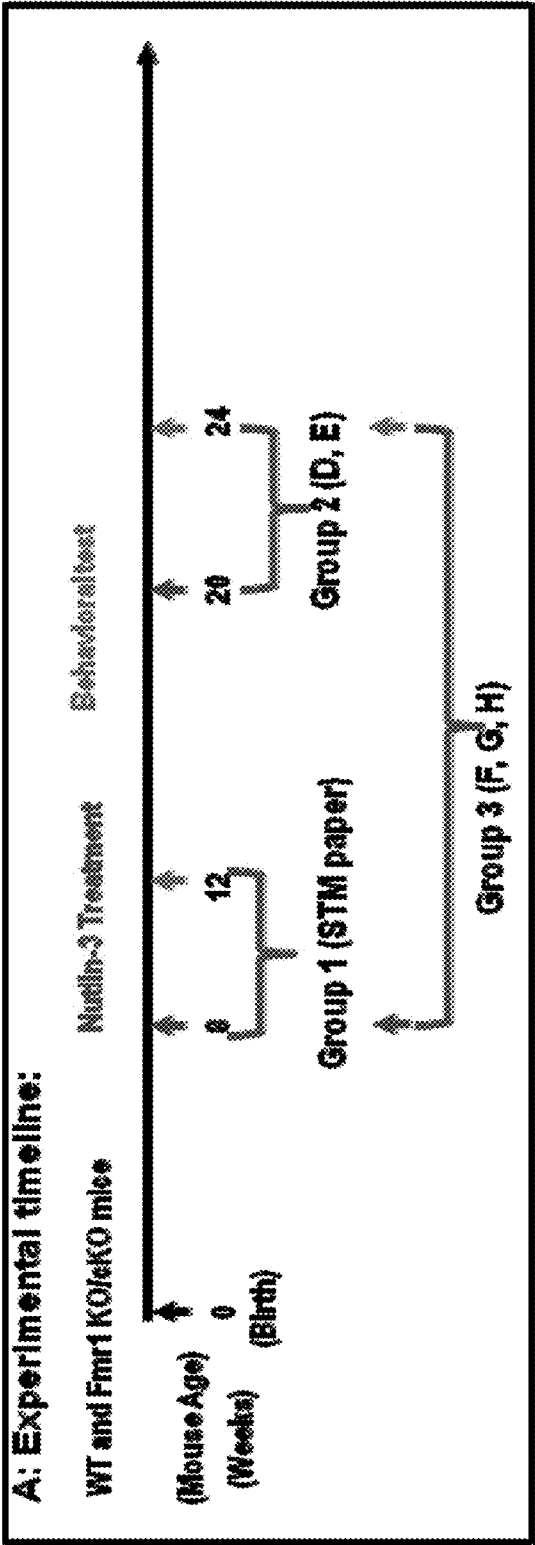 A: Experimental timeline:
WT and Fmr1 KO/cKO mice
Nutlin-3 Treatment
Behavioral test
(Mouse Age)
(Weeks)
0
8
12
20
24
(Birth)
Group 1 (STM paper)
Group 2 (D, E)
Group 3 (F, G, H)